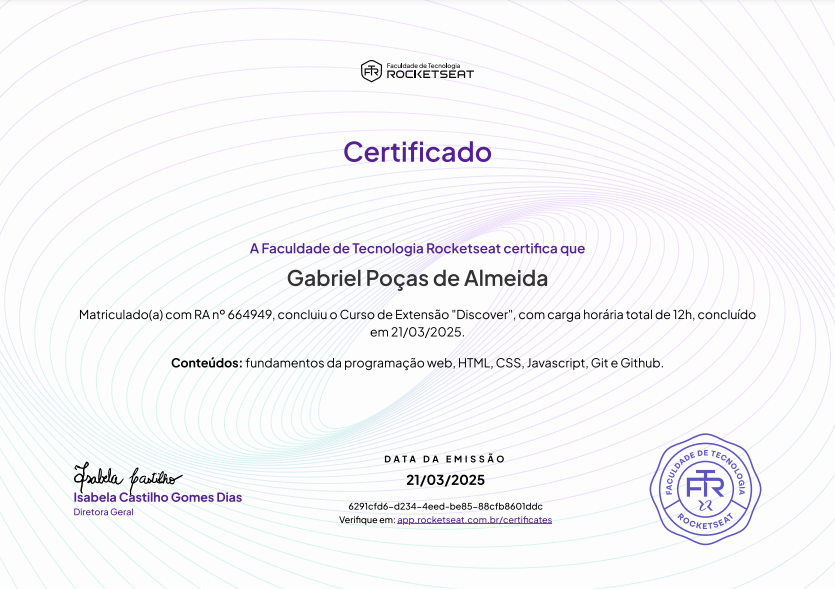 Faculdade de Tecnologia
ROCKETSEAT
Certificado
A Faculdade de Tecnologia Rocketseat certifica que
Gabriel Poças de Almeida
Matriculado(a) com RA nº 664949, concluiu o Curso de Extensão "Discover", com carga horária total de 12h, concluído
em 21/03/2025.
Conteúdos: fundamentos da programação web, HTML, CSS, Javascript, Git e Github.
Isabela Castilho
Isabela Castilho Gomes Dias
Diretora Geral
DATA DA EMISSÃO
21/03/2025
6291cfd6-d234-4eed-be85-88cfb8601ddc
Verifique em: app.rocketseat.com.br/certificates
FACULDADE DE TECNOLOGIA
FTR
ROCKETSEAT